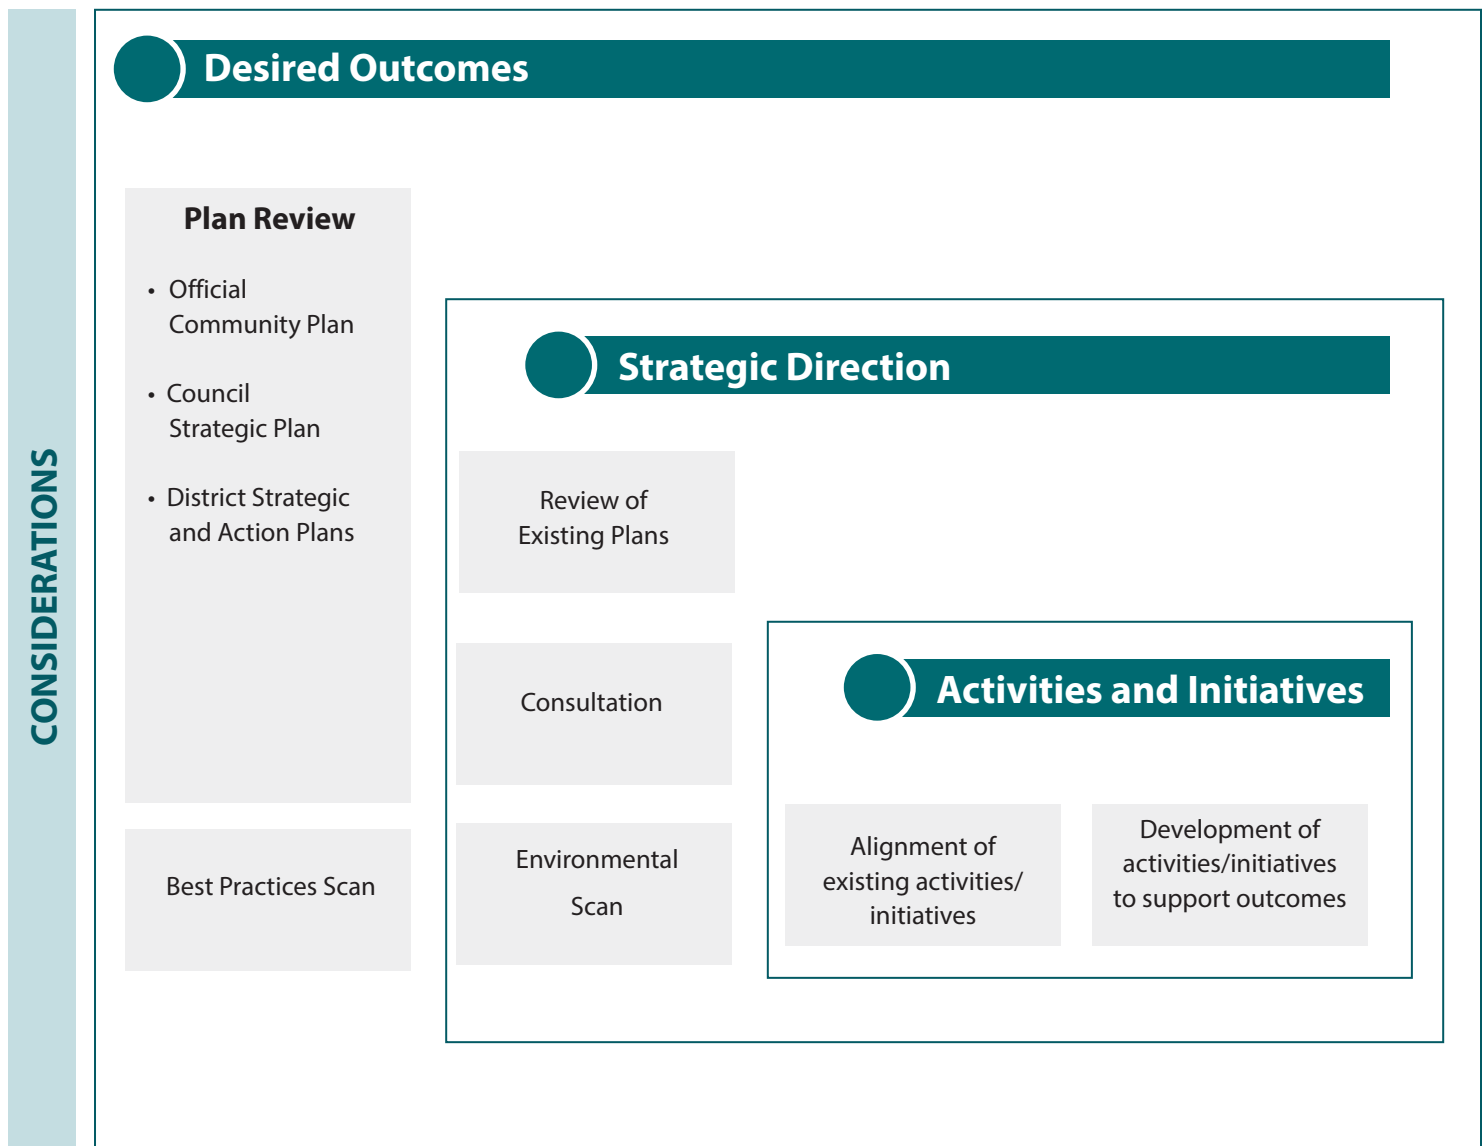 CONSIDERATIONS
Desired Outcomes
Plan Review
• Official
Community Plan
• Council
Strategic Plan
• District Strategic
and Action Plans
Best Practices Scan
Strategic Direction
Review of
Existing Plans
Consultation
Environmental
Scan
Activities and Initiatives
Alignment of
existing activities/
initiatives
Development of
activities/initiatives
to support outcomes